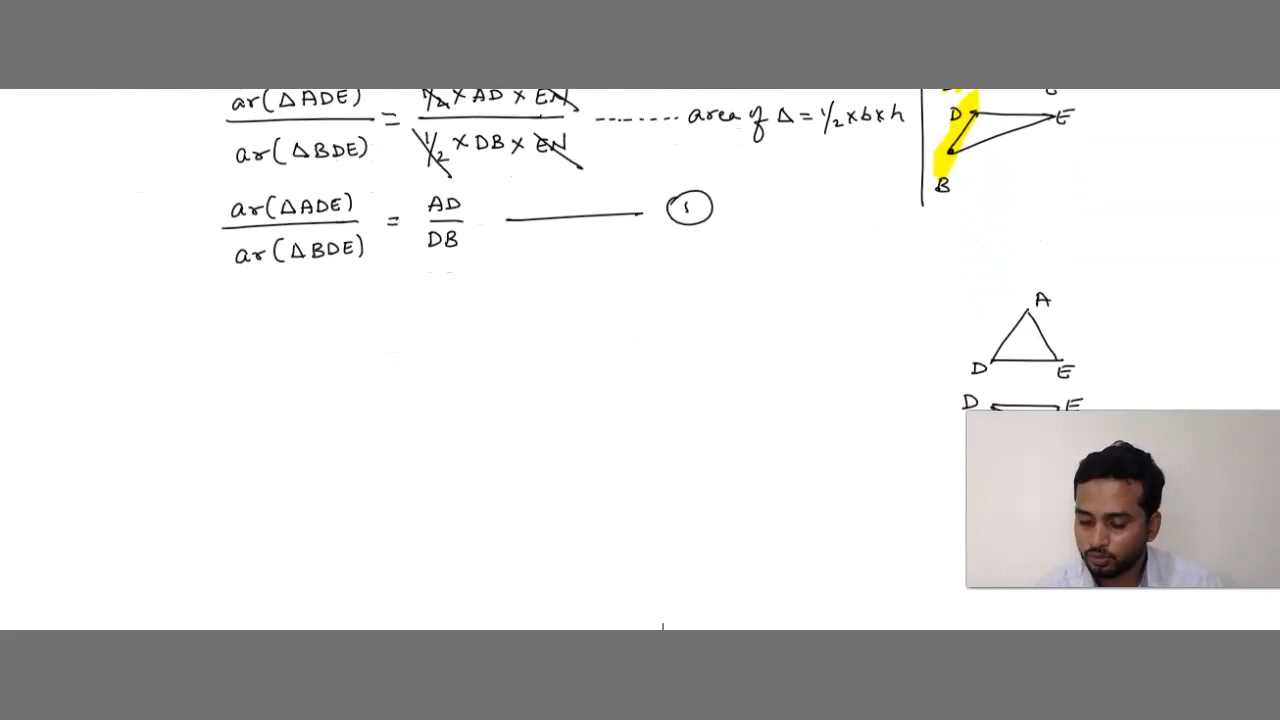 ar(△ADE) / ar(△BDE) = 1/2 × AD × EN / 1/2 × DB × EN ........ area of △ = 1/2 × b × h
ar(△ADE) / ar(△BDE) = AD / DB ——— ①
D E
B
A
D E
D E